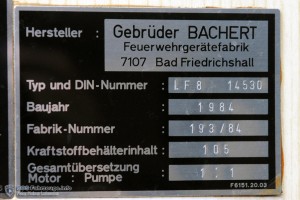 Hersteller : Gebrüder BACHERT
Feuerwehrgerätefabrik
7107 Bad Friedrichshall
Typ und DIN-Nummer : LF 8 14530
Baujahr : 1984
Fabrik-Nummer : 193/84
Kraftstoffbehälterinhalt : 105
Gesamtübersetzung
Motor : Pumpe : 1:1
F6151.20.03